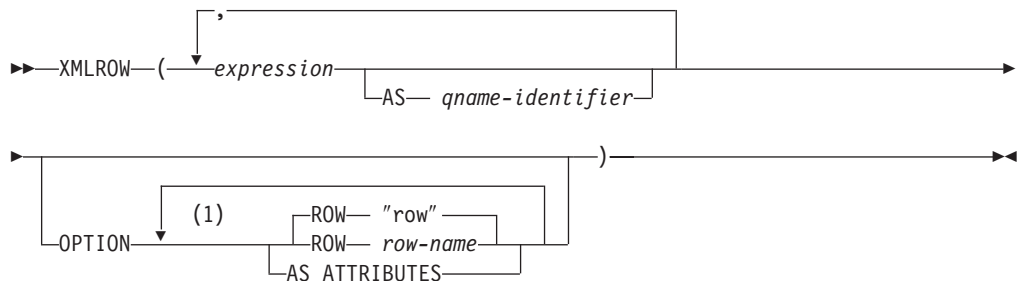 ,
XMLROW ( expression
AS qname-identifier
)
(1)
ROW "row"
OPTION ROW row-name
AS ATTRIBUTES